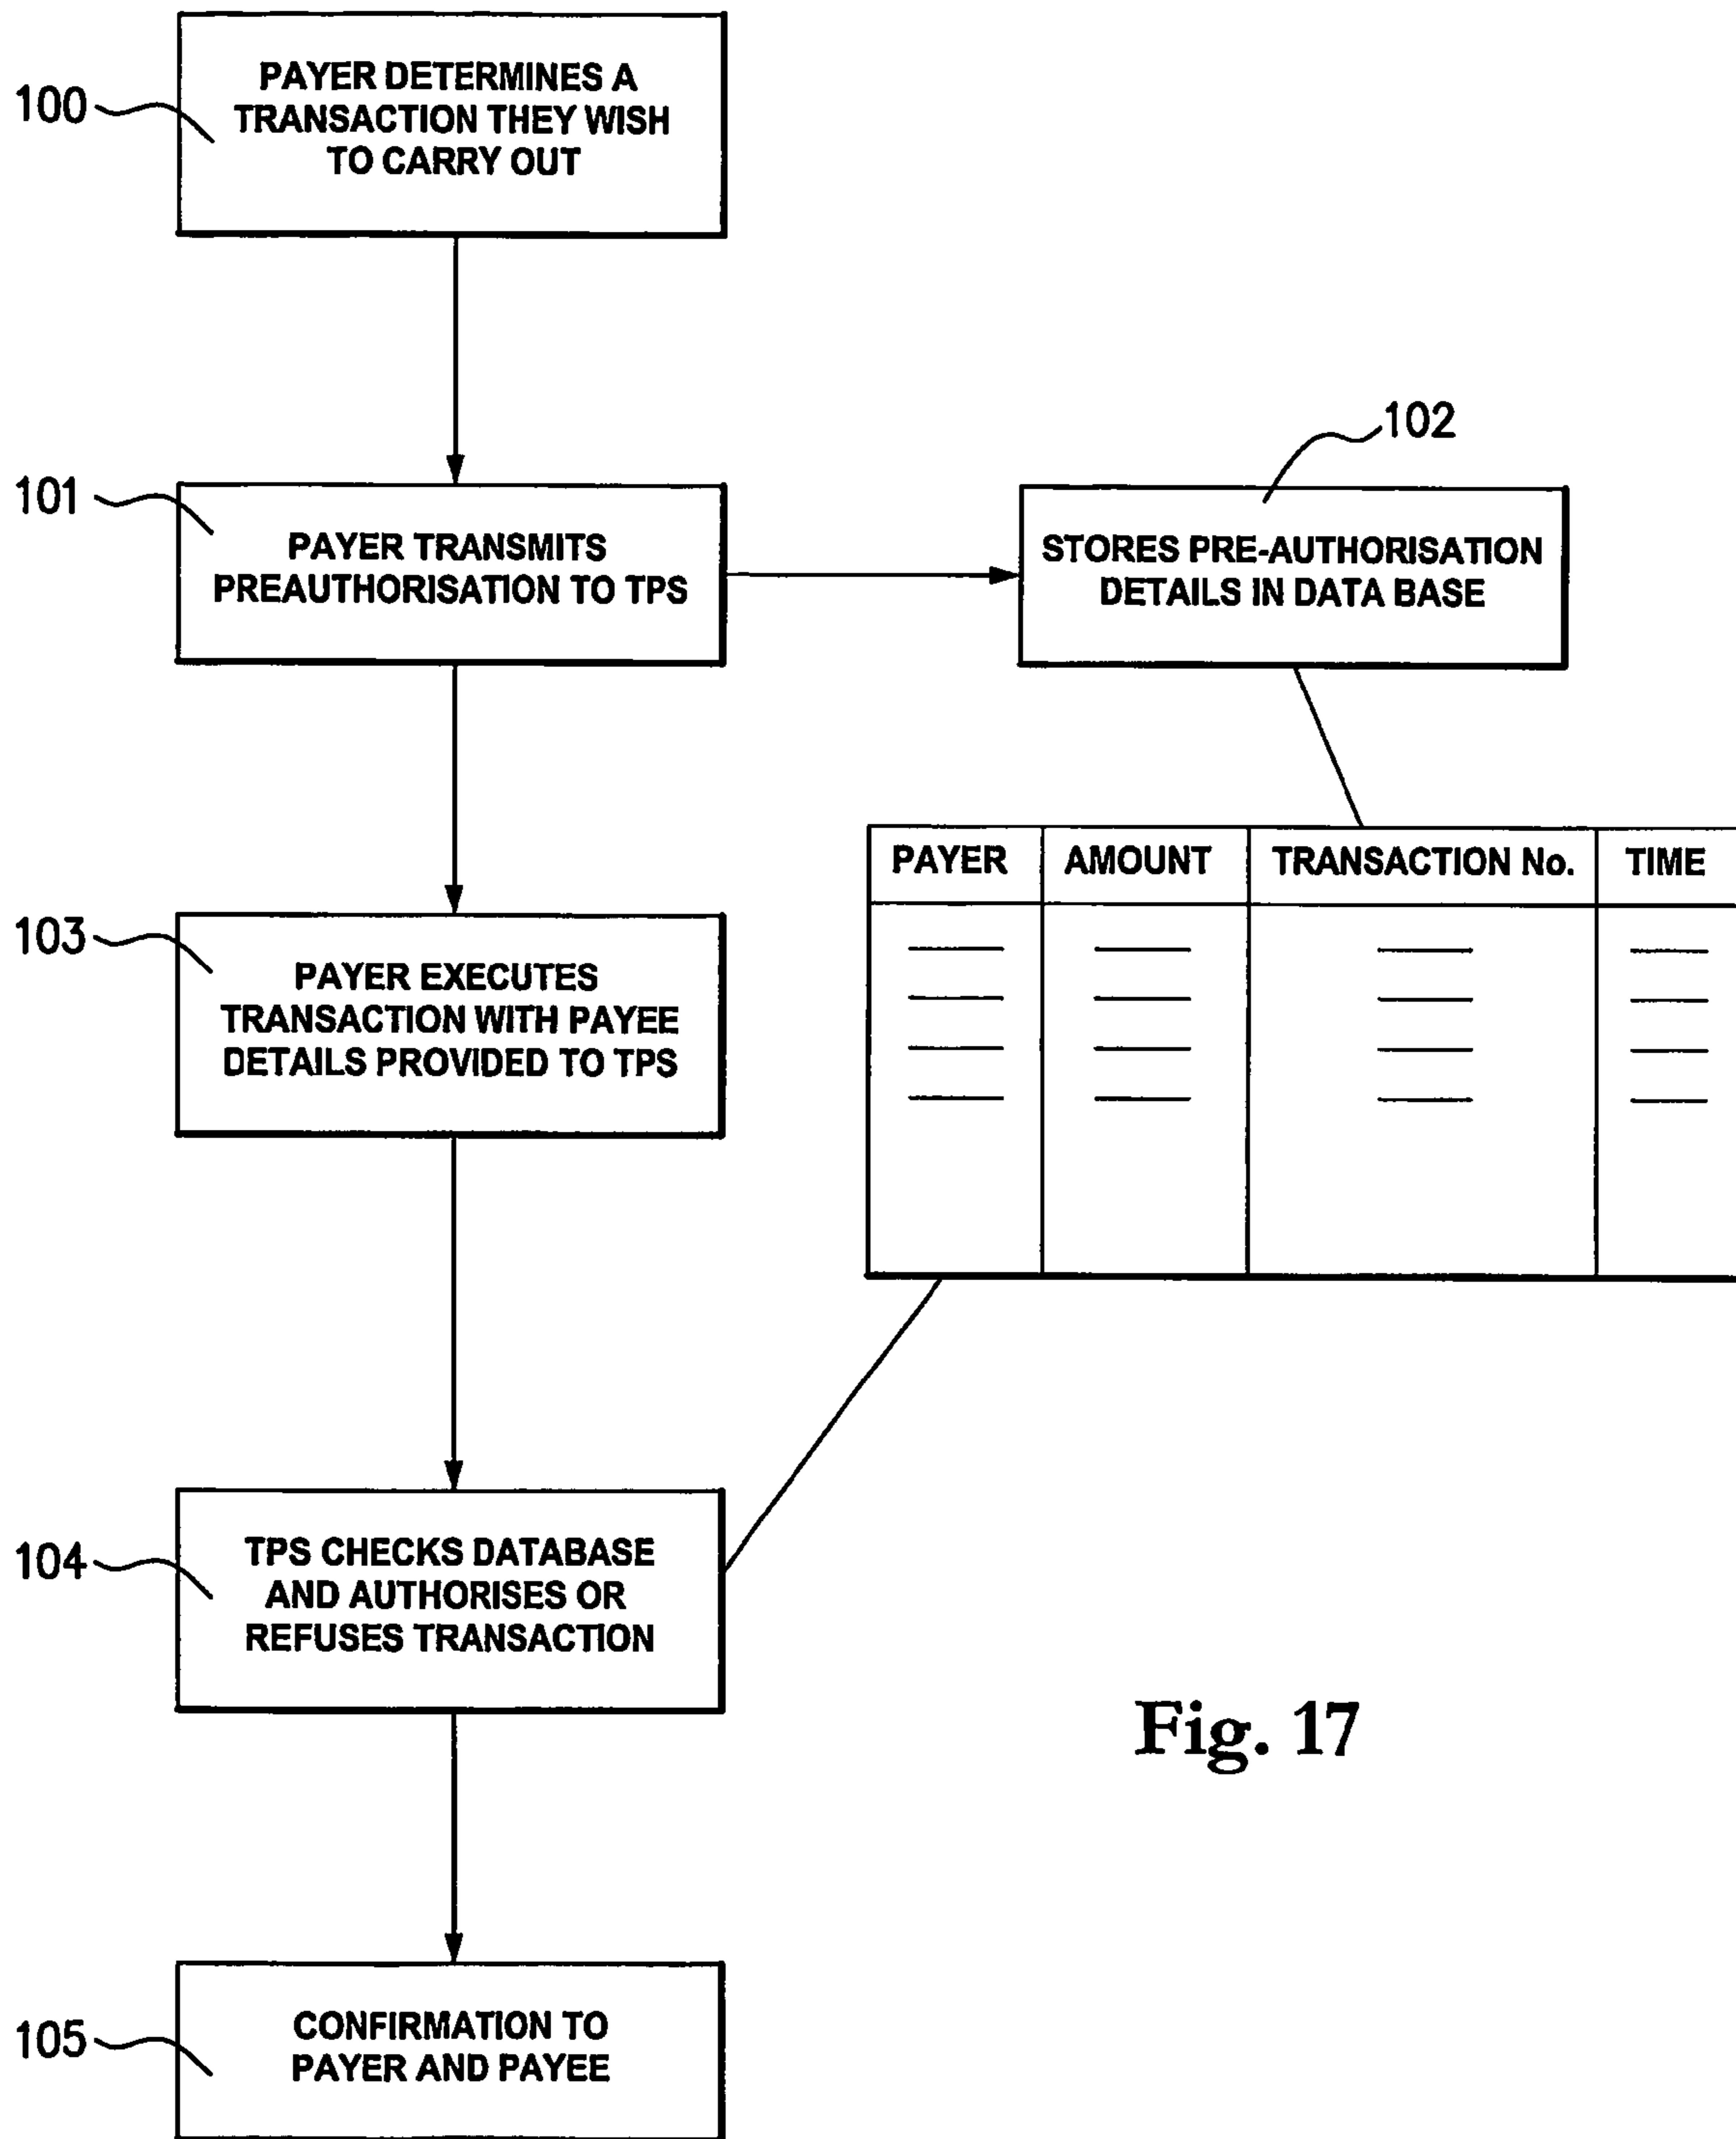 100
PAYER DETERMINES A
TRANSACTION THEY WISH
TO CARRY OUT
101
PAYER TRANSMITS
PREAUTHORISATION TO TPS
102
STORES PRE-AUTHORISATION
DETAILS IN DATA BASE
PAYER AMOUNT TRANSACTION No. TIME
103
PAYER EXECUTES
TRANSACTION WITH PAYEE
DETAILS PROVIDED TO TPS
104
TPS CHECKS DATABASE
AND AUTHORISES OR
REFUSES TRANSACTION
105
CONFIRMATION TO
PAYER AND PAYEE
Fig. 17